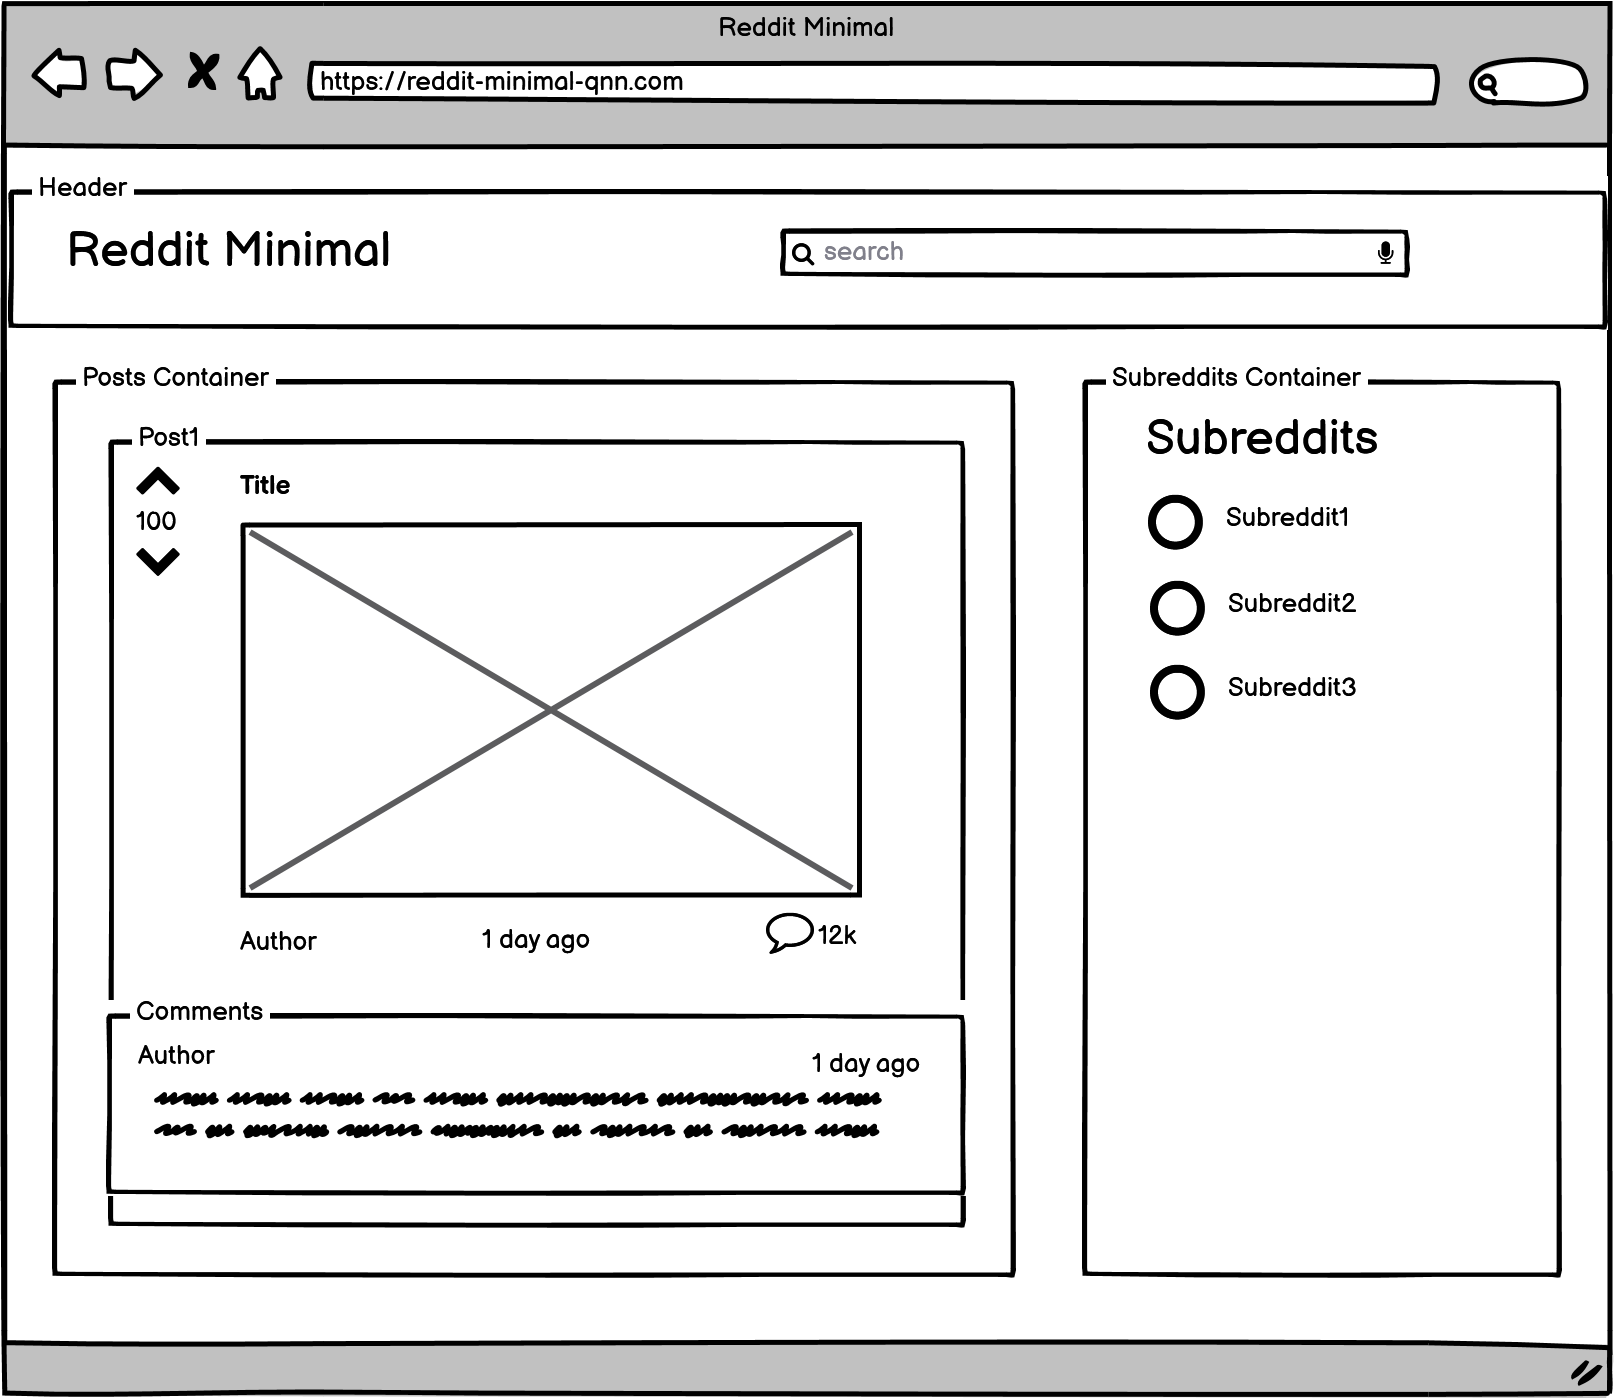 Reddit Minimal
https://reddit-minimal-qnn.com
Header
Reddit Minimal
search
Posts Container
Post1
100
Title
Author
1 day ago
12k
Comments
Author
1 day ago
Subreddits Container
Subreddits
Subreddit1
Subreddit2
Subreddit3